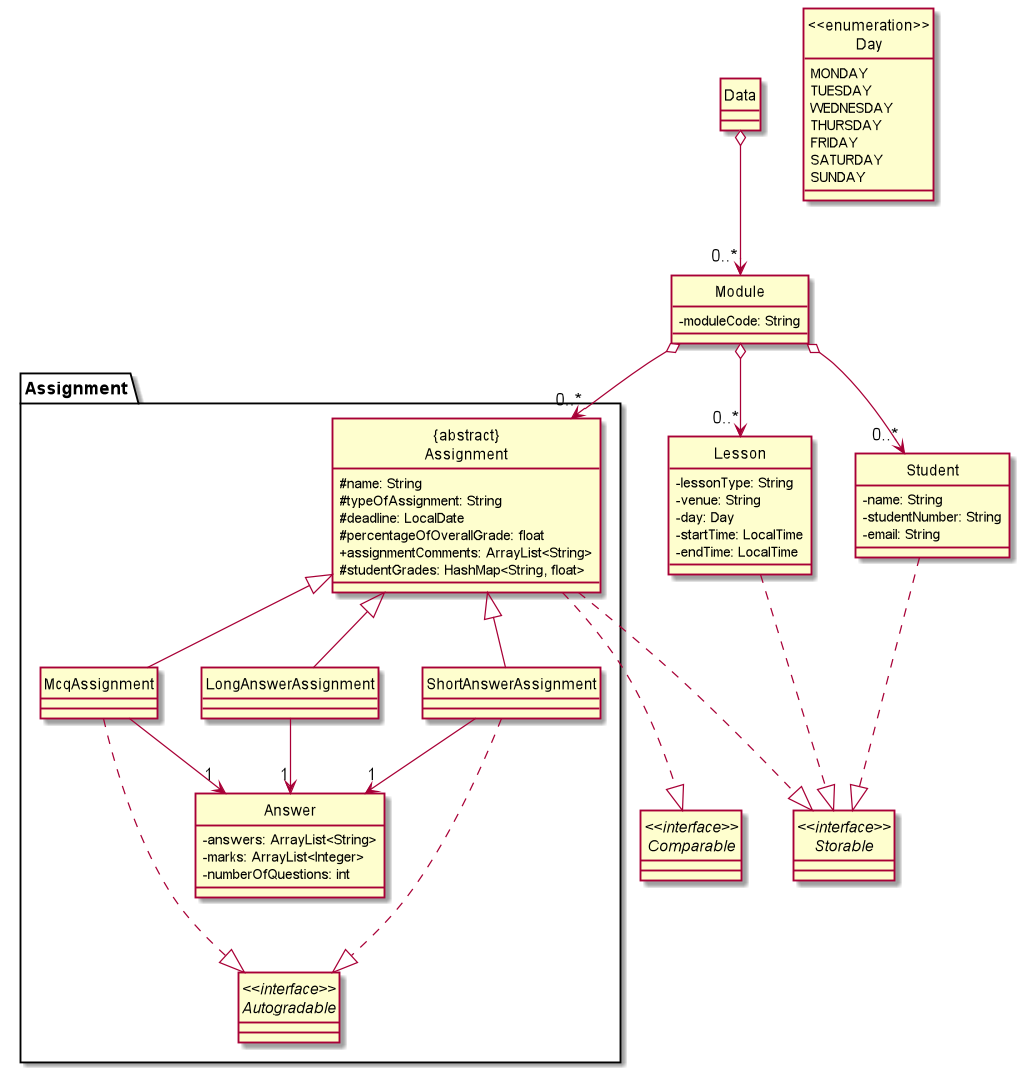 <<enumeration>>
Day
MONDAY
TUESDAY
WEDNESDAY
THURSDAY
FRIDAY
SATURDAY
SUNDAY
Data
0..*
Module
-moduleCode: String
Assignment
0..*
0..*
0..*
{abstract}
Assignment
#name: String
#typeOfAssignment: String
#deadline: LocalDate
#percentageOfOverallGrade: float
+assignmentComments: ArrayList<String>
#studentGrades: HashMap<String, float>
Lesson
-lessonType: String
-venue: String
-day: Day
-startTime: LocalTime
-endTime: LocalTime
Student
-name: String
-studentNumber: String
-email: String
McqAssignment
LongAnswerAssignment
ShortAnswerAssignment
1
1
1
Answer
-answers: ArrayList<String>
-marks: ArrayList<Integer>
-numberOfQuestions: int
<<interface>>
Comparable
<<interface>>
Storable
<<interface>>
Autogradable